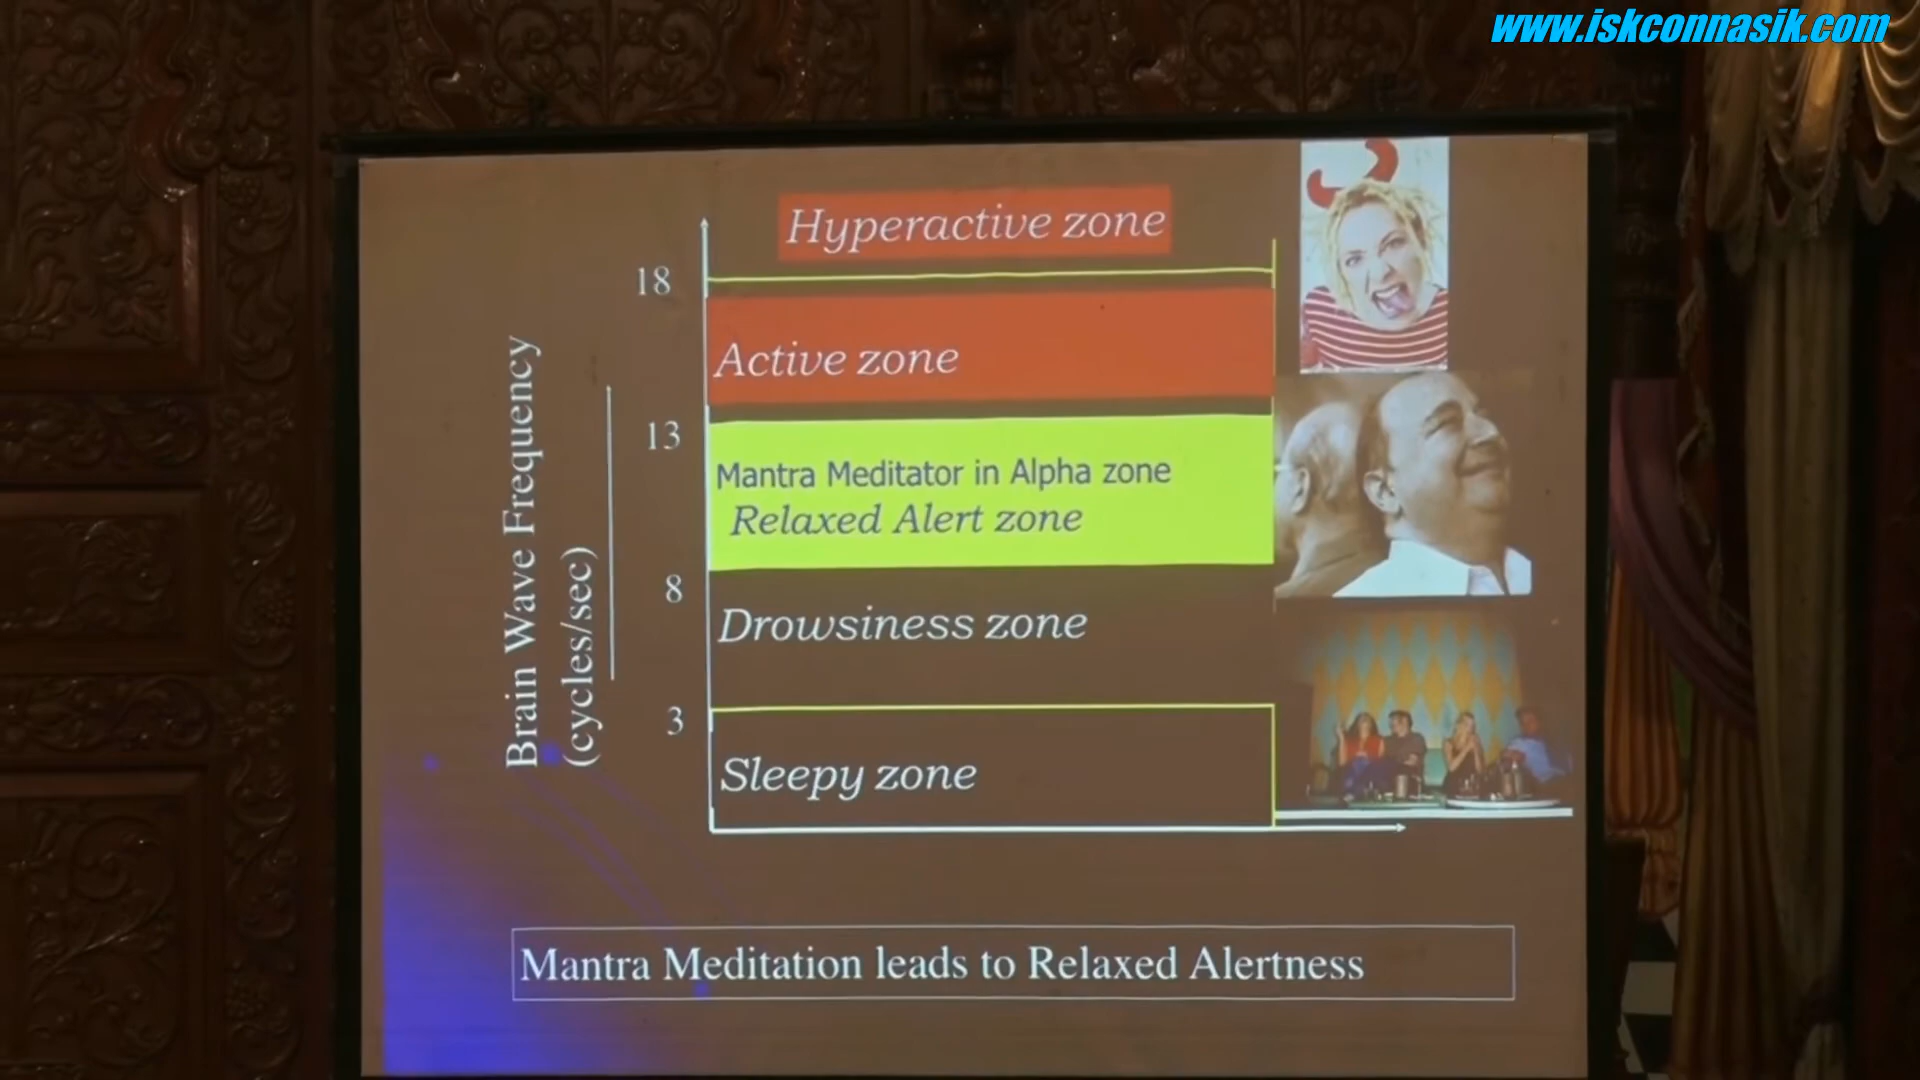 www.iskconnasik.com
Hyperactive zone
18
Active zone
13
Mantra Meditator in Alpha zone
Relaxed Alert zone
8
Drowsiness zone
3
Sleepy zone
Brain Wave Frequency
(cycles/sec)
Mantra Meditation leads to Relaxed Alertness